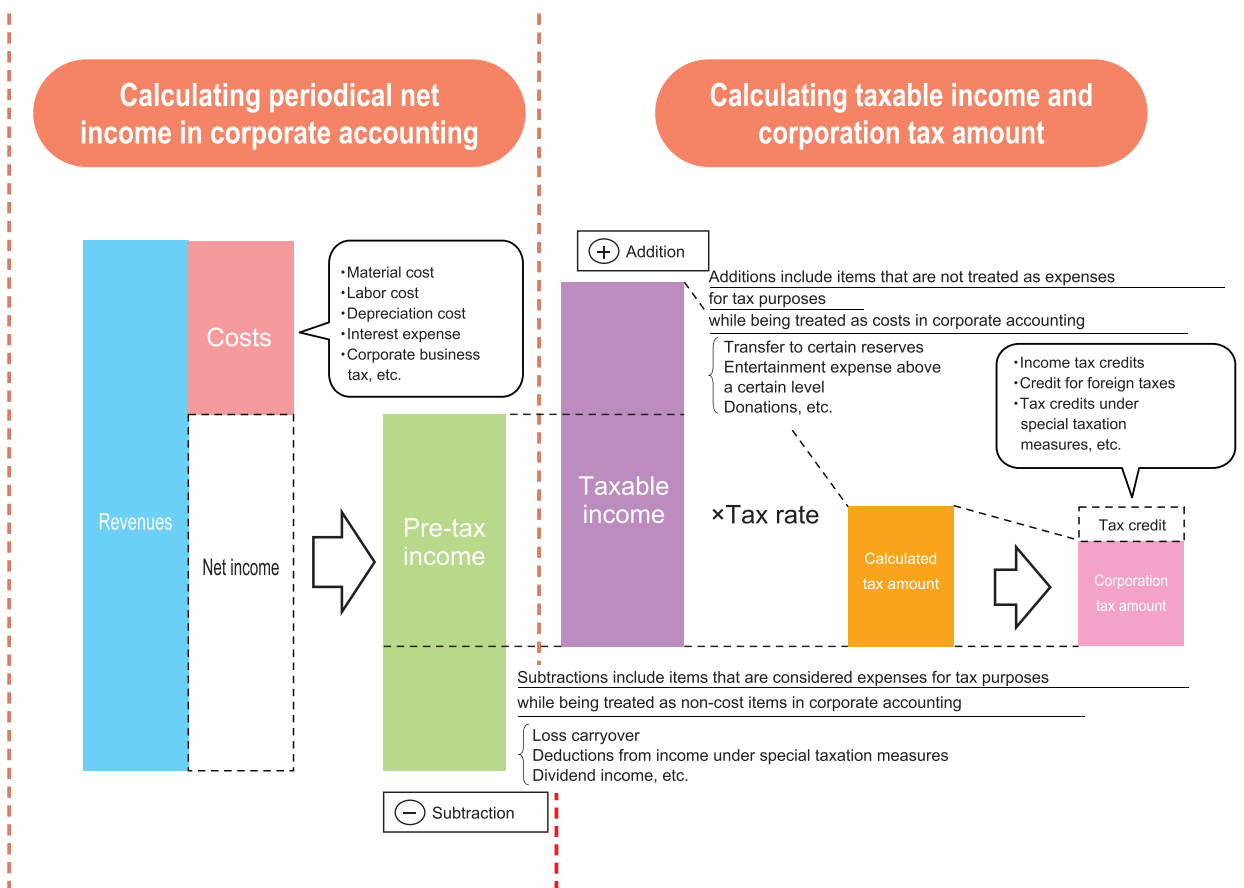 Calculating periodical net
income in corporate accounting
Calculating taxable income and
corporation tax amount
Revenues
Costs
・Material cost
・Labor cost
・Depreciation cost
・Interest expense
・Corporate business
tax, etc.
Net income
Pre-tax
income
+ Addition
Additions include items that are not treated as expenses
for tax purposes
while being treated as costs in corporate accounting
Transfer to certain reserves
Entertainment expense above
a certain level
Donations, etc.
Taxable
income
×Tax rate
Calculated
tax amount
・Income tax credits
・Credit for foreign taxes
・Tax credits under
special taxation
measures, etc.
Tax credit
Corporation
tax amount
Subtractions include items that are considered expenses for tax purposes
while being treated as non-cost items in corporate accounting
Loss carryover
Deductions from income under special taxation measures
Dividend income, etc.
− Subtraction